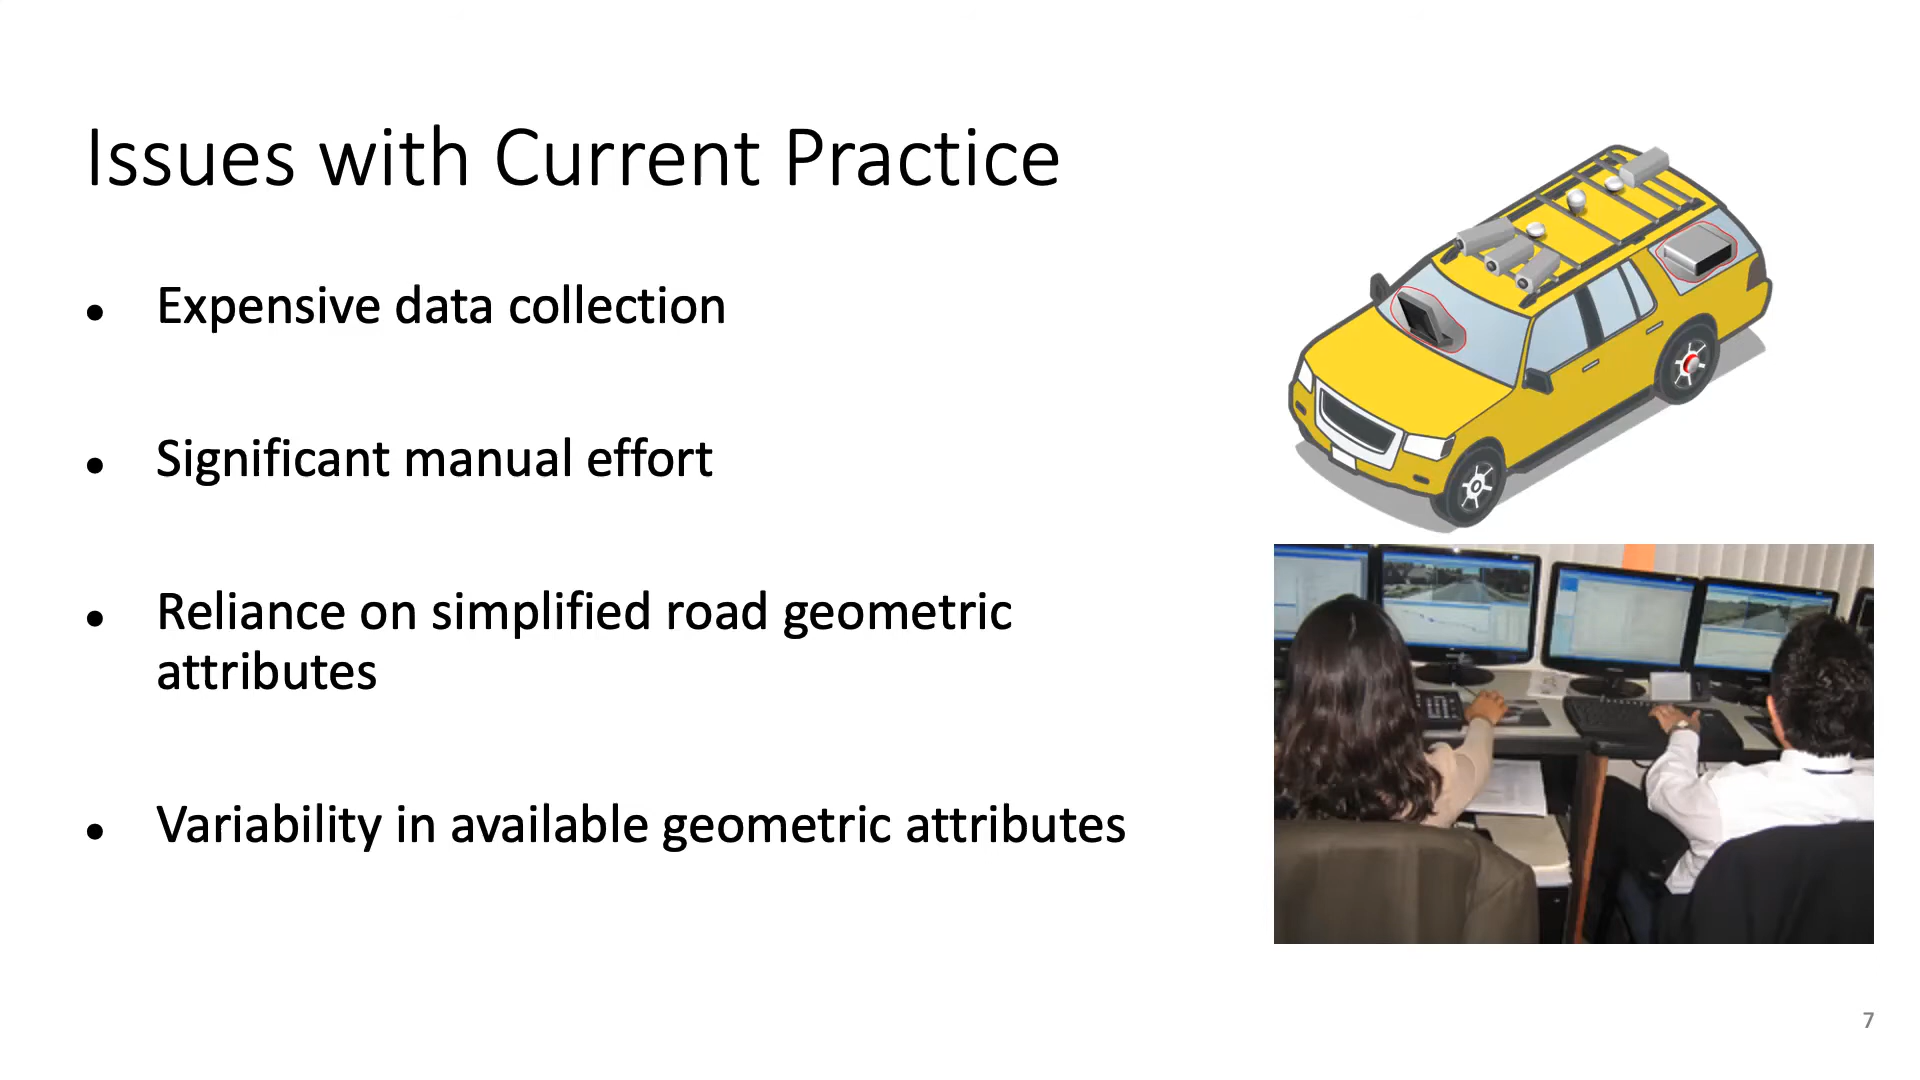 Issues with Current Practice
● Expensive data collection
● Significant manual effort
● Reliance on simplified road geometric
attributes
● Variability in available geometric attributes
7